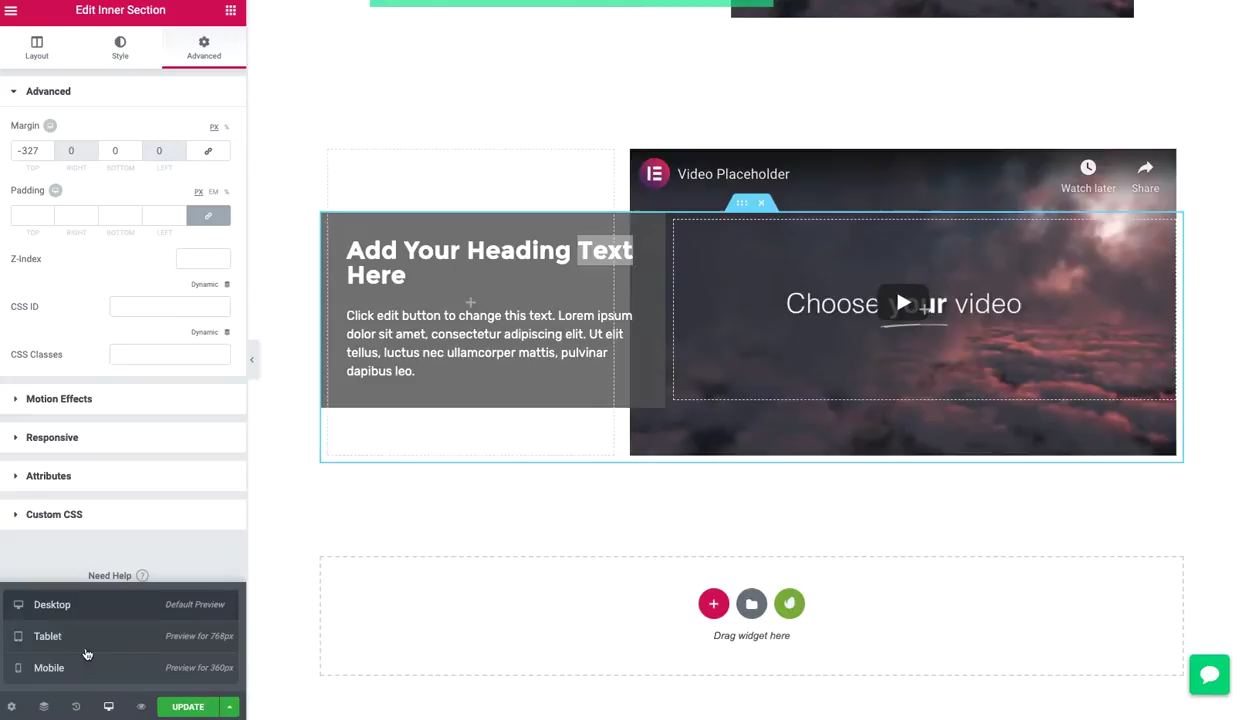 Edit Inner Section
Layout
Style
Advanced
Advanced
Margin
PX %
-327 0 0 0
TOP RIGHT BOTTOM LEFT
Padding
PX EM %
TOP RIGHT BOTTOM LEFT
Z-Index
Dynamic
CSS ID
Dynamic
CSS Classes
Motion Effects
Responsive
Attributes
Custom CSS
Need Help ?
Desktop Default Preview
Tablet Preview for 768px
Mobile Preview for 360px
UPDATE
Video Placeholder
Watch later
Share
Add Your Heading Text
Here
Click edit button to change this text. Lorem ipsum
dolor sit amet, consectetur adipiscing elit. Ut elit
tellus, luctus nec ullamcorper mattis, pulvinar
dapibus leo.
Choose your video
Drag widget here